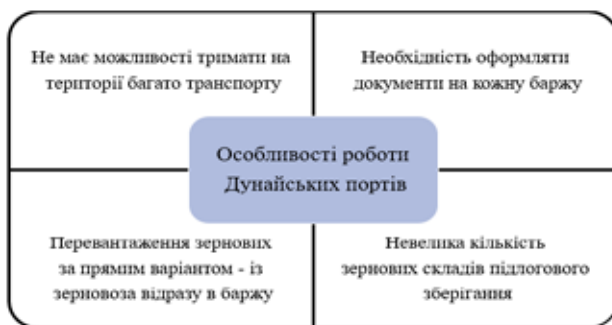 Не має можливості тримати на
території багато транспорту
Необхідність оформляти
документи на кожну баржу
Особливості роботи
Дунайських портів
Перевантаження зернових
за прямим варіантом - із
зерновоза відразу в баржу
Невелика кількість
зернових складів підлогового
зберігання